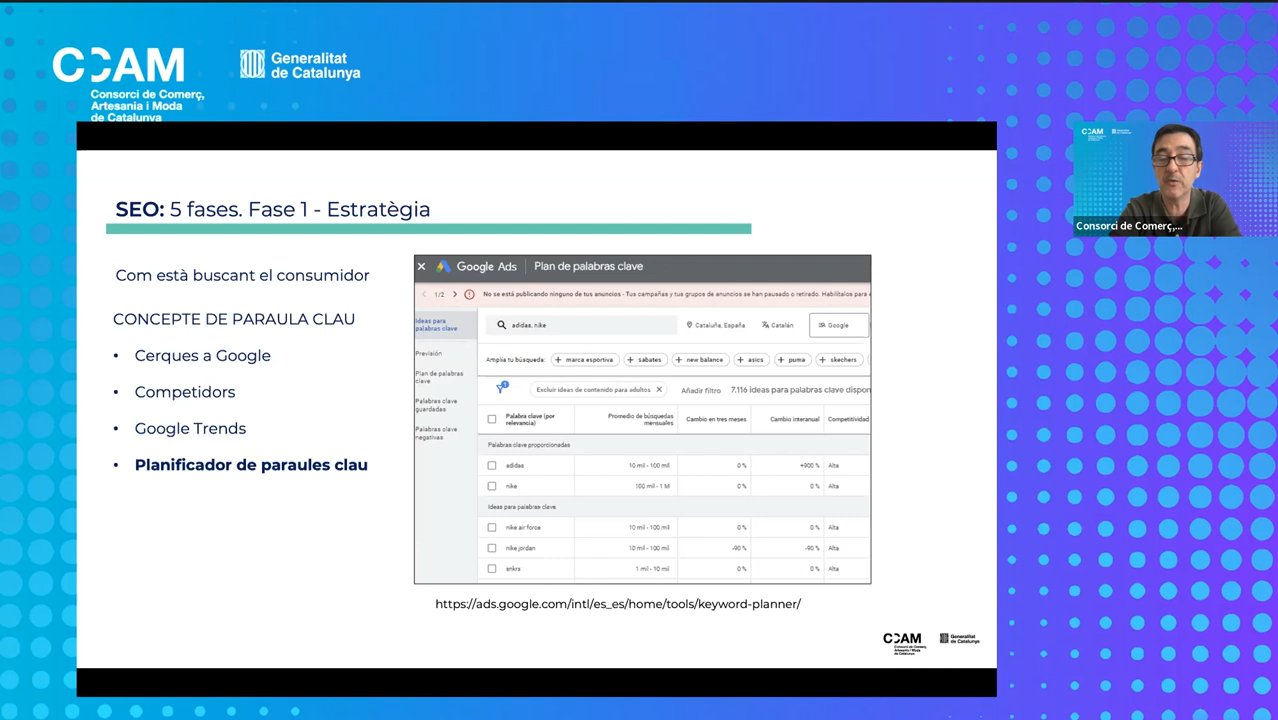 CCAM
Consorci de Comerç,
Artesania i Moda
de Catalunya
Generalitat
de Catalunya
SEO: 5 fases. Fase 1 - Estratègia
Com està buscant el consumidor
CONCEPTE DE PARAULA CLAU
• Cerques a Google
• Competidors
• Google Trends
• Planificador de paraules clau
Google Ads Plan de palabras clave
1/2 No se está publicando ninguno de tus anuncios - Tus campañas y tus grupos de anuncios se han pausado o retirado. Habilítalos para
Ideas para
palabras clave
Previsión
Plan de palabras
clave
Palabras clave
guardadas
Palabras clave
negativas
adidas, nike Cataluña, España Catalán Google
Amplía tu búsqueda: + marca esportiva + sabates + new balance + asics + puma + skechers
1
Excluir ideas de contenido para adultos Añadir filtro 7.116 ideas para palabras clave dispon
Palabra clave (por
relevancia) Promedio de búsquedas
mensuales Cambio en tres meses Cambio interanual Competitividad
Palabras clave proporcionadas
adidas 10 mil - 100 mil 0 % +900 % Alta
nike 100 mil - 1 M 0 % 0 % Alta
Ideas para palabras clave
nike air force 10 mil - 100 mil 0 % 0 % Alta
nike jordan 10 mil - 100 mil -90 % -90 % Alta
snkrs 1 mil - 10 mil 0 % 0 % Alta
https://ads.google.com/intl/es_es/home/tools/keyword-planner/
CCAM
Consorci de Comerç,
Artesania i Moda
de Catalunya
Generalitat
de Catalunya
CCAM
Consorci de Comerç,...